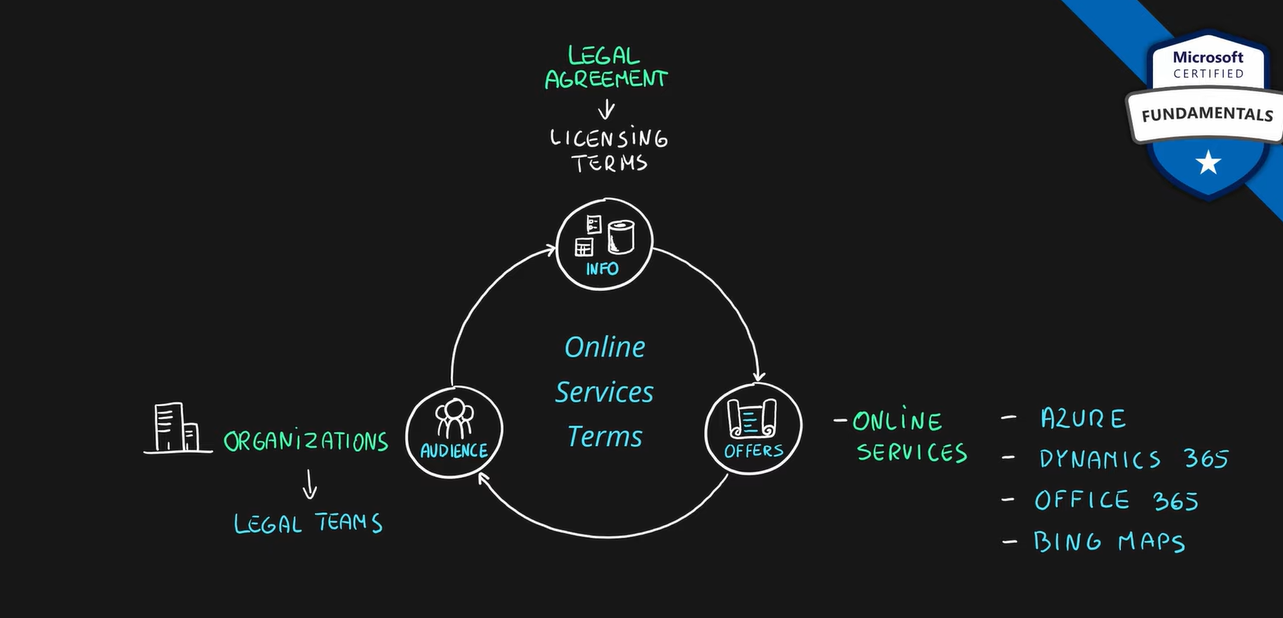 LEGAL
AGREEMENT
LICENSING
TERMS
Microsoft
CERTIFIED
FUNDAMENTALS
INFO
Online
Services
Terms
ORGANIZATIONS
LEGAL TEAMS
AUDIENCE
OFFERS
- ONLINE
SERVICES
- AZURE
- DYNAMICS 365
- OFFICE 365
- BING MAPS